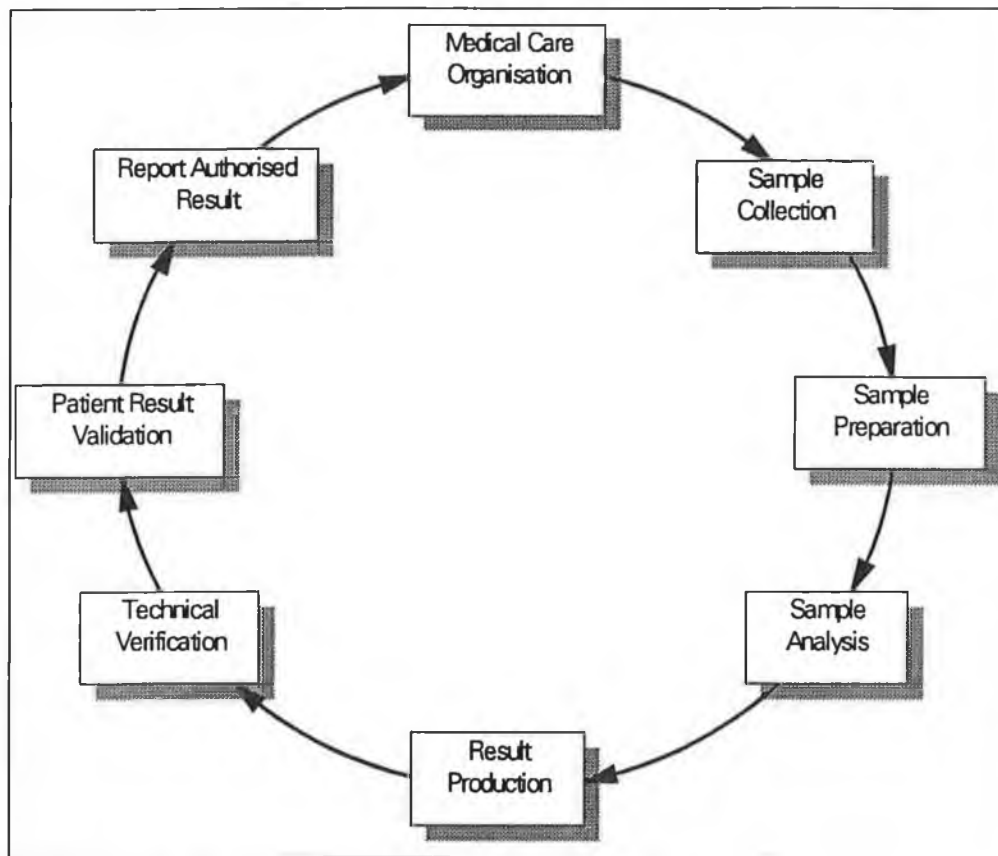 Medical Care
Organisation
Sample
Collection
Sample
Preparation
Sample
Analysis
Result
Production
Technical
Verification
Patient Result
Validation
Report Authorised
Result